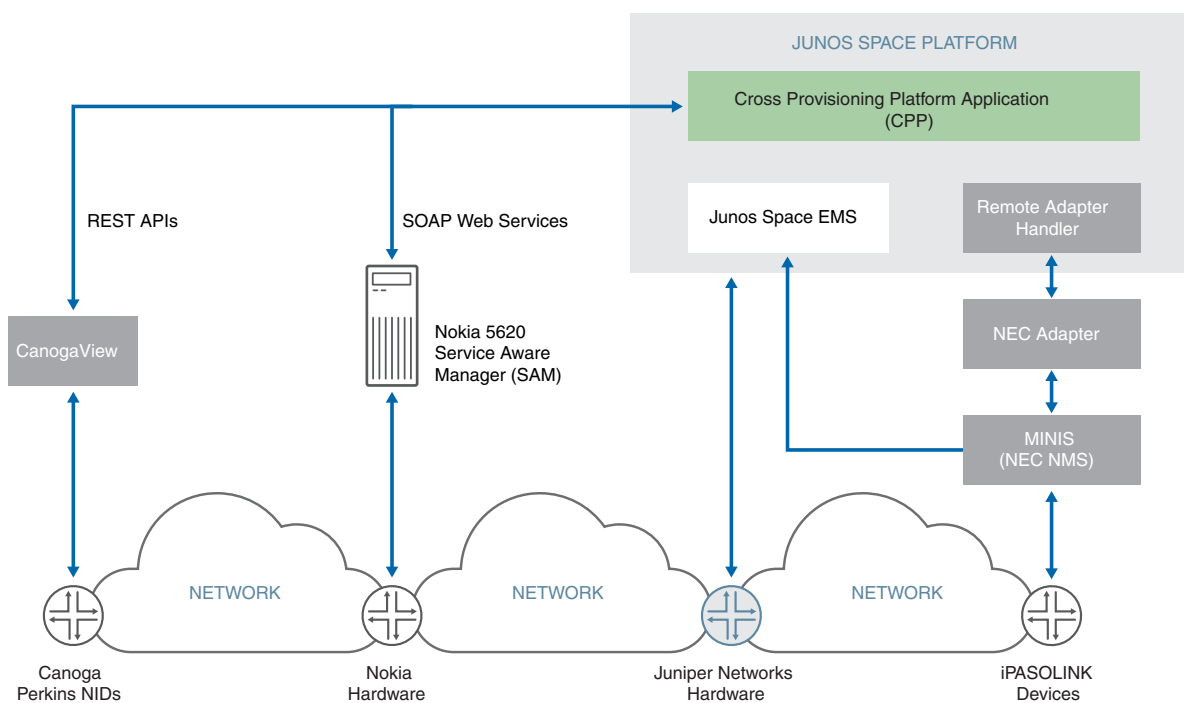 JUNOS SPACE PLATFORM
Cross Provisioning Platform Application
(CPP)
REST APIs
SOAP Web Services
Junos Space EMS
Remote Adapter
Handler
CanogaView
Nokia 5620
Service Aware
Manager (SAM)
NEC Adapter
MINIS
(NEC NMS)
NETWORK
NETWORK
NETWORK
Canoga
Perkins NIDs
Nokia
Hardware
Juniper Networks
Hardware
iPASOLINK
Devices